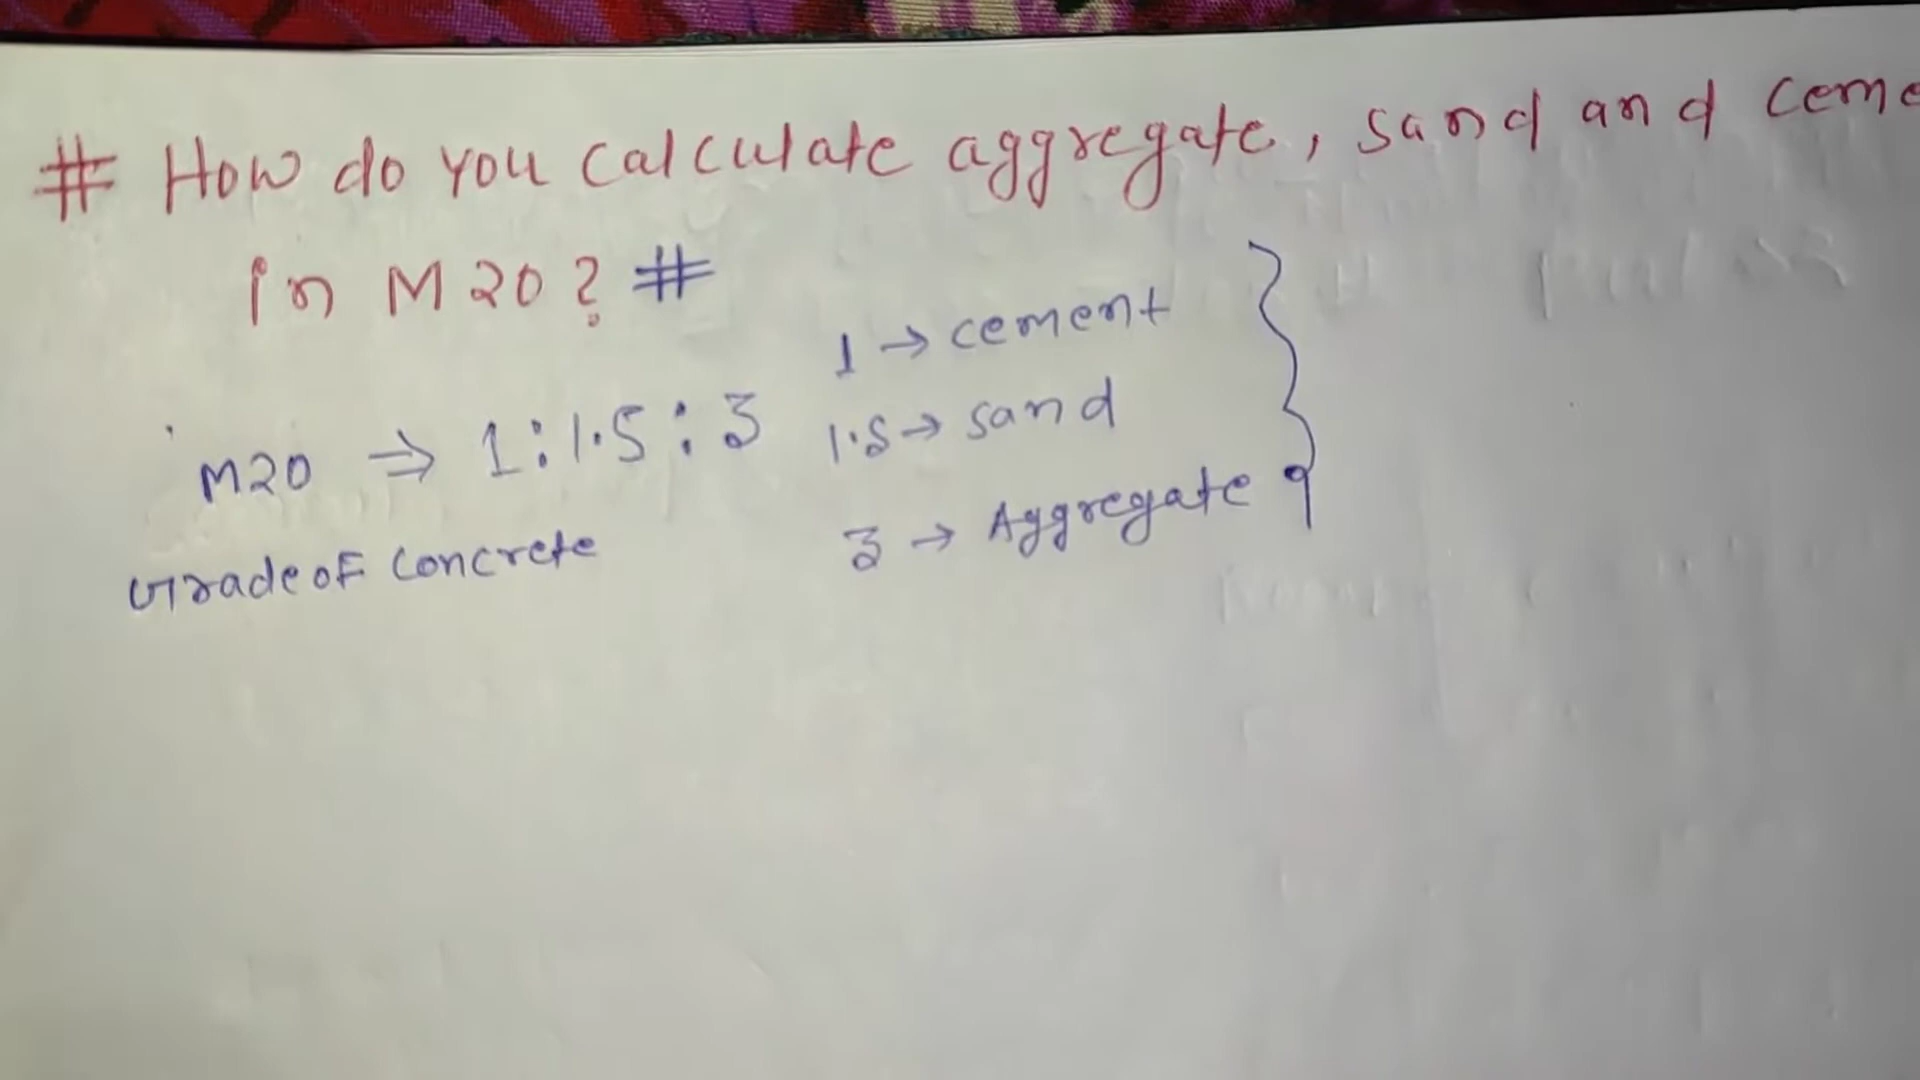 # How do you calculate aggregate, sand and ceme
in M20? #
1 → cement
M20 ⇒ 1:1.5:3
1.5 → sand
Grade of concrete
3 → Aggregate